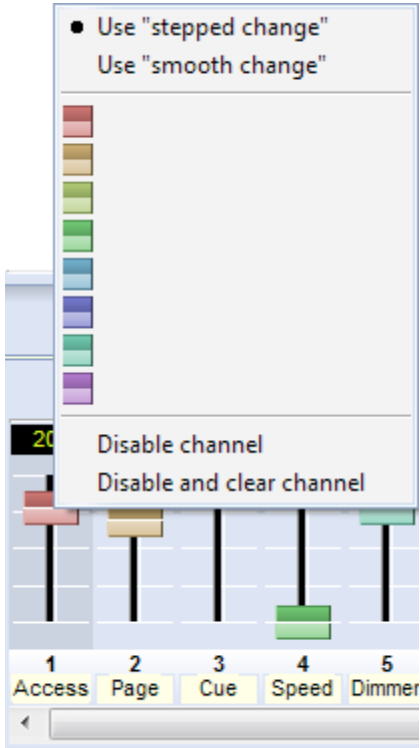 Use "stepped change"
Use "smooth change"
Disable channel
Disable and clear channel
1 2 3 4 5
Access Page Cue Speed Dimmer